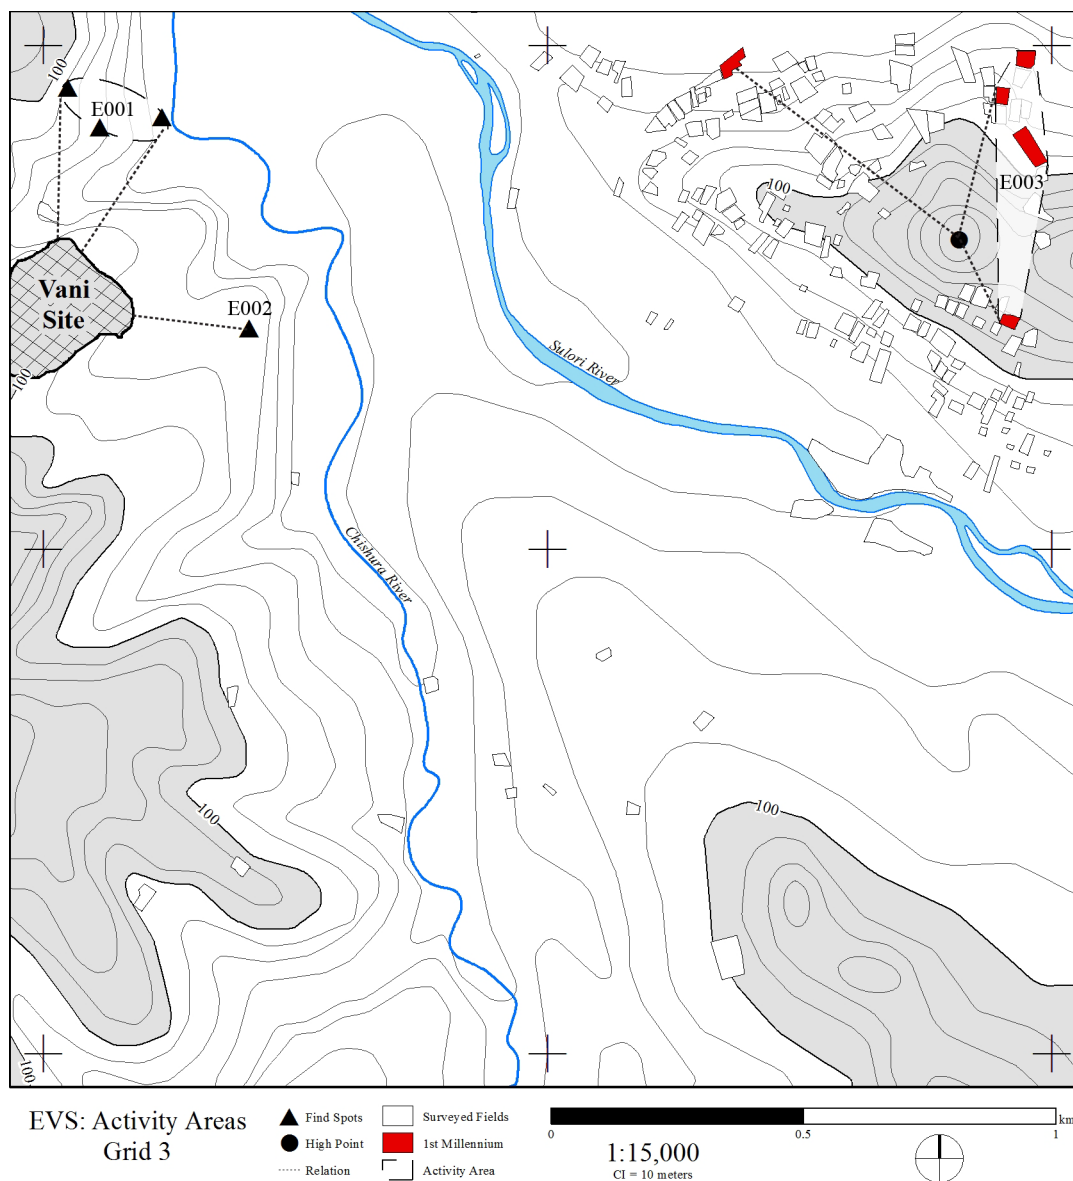 100
E001
E003
100
Vani
Site
E002
100
Sulori River
Chishura River
100
100
100
EVS: Activity Areas
Grid 3
Find Spots
High Point
Relation
Surveyed Fields
1st Millennium
Activity Area
0
0.5
1
km
1:15,000
CI = 10 meters